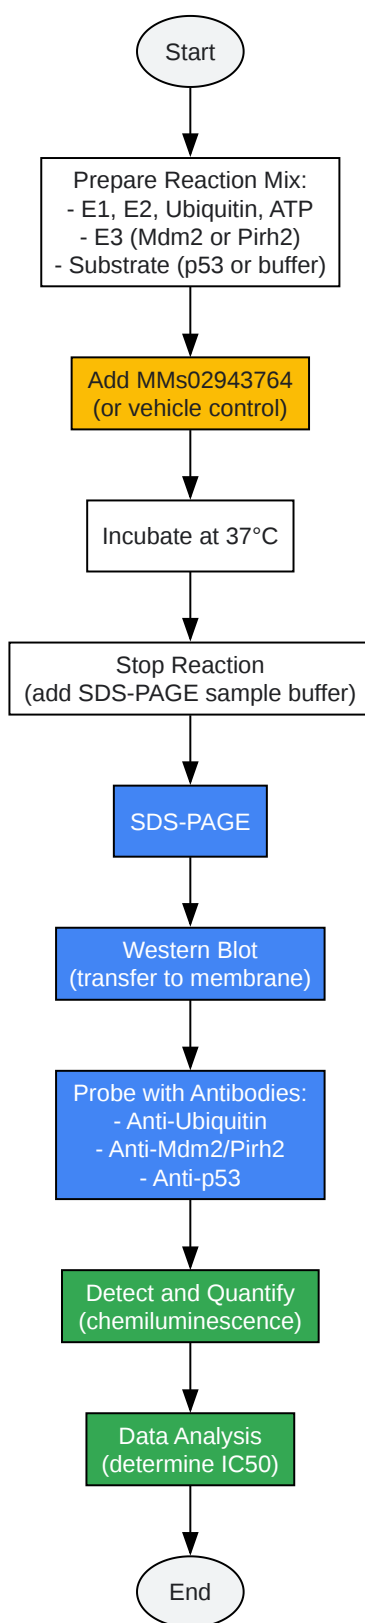 Start
Prepare Reaction Mix:
- E1, E2, Ubiquitin, ATP
- E3 (Mdm2 or Pirh2)
- Substrate (p53 or buffer)
Add MMs02943764
(or vehicle control)
Incubate at 37°C
Stop Reaction
(add SDS-PAGE sample buffer)
SDS-PAGE
Western Blot
(transfer to membrane)
Probe with Antibodies:
- Anti-Ubiquitin
- Anti-Mdm2/Pirh2
- Anti-p53
Detect and Quantify
(chemiluminescence)
Data Analysis
(determine IC50)
End